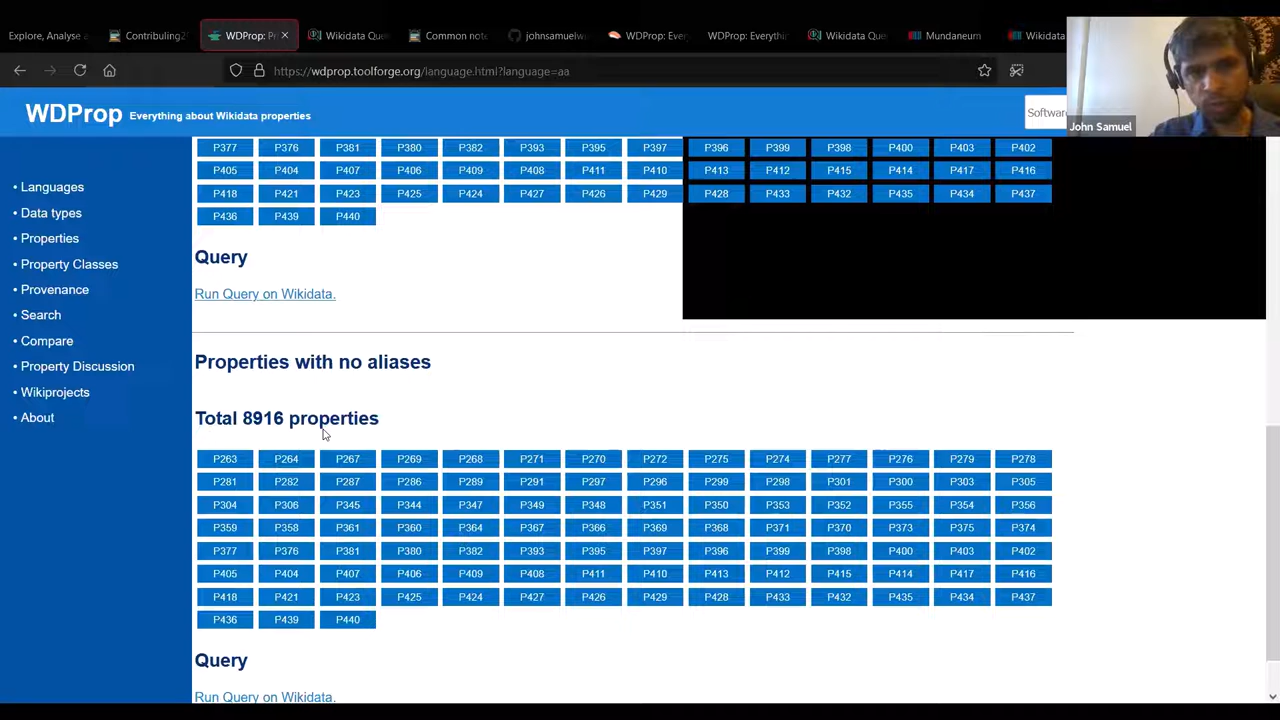 Explore, Analyse a
Contribuling2
WDProp: Pr
Wikidata Que
Common note
johnsamuelw
WDProp: Every
WDProp: Everythi
Wikidata Que
Mundaneum
Wikidata
https://wdprop.toolforge.org/language.html?language=aa
WDProp Everything about Wikidata properties
Softwar
John Samuel
• Languages
• Data types
• Properties
• Property Classes
• Provenance
• Search
• Compare
• Property Discussion
• Wikiprojects
• About
P377 P376 P381 P380 P382 P393 P395 P397 P396 P399 P398 P400 P403 P402
P405 P404 P407 P406 P409 P408 P411 P410 P413 P412 P415 P414 P417 P416
P418 P421 P423 P425 P424 P427 P426 P429 P428 P433 P432 P435 P434 P437
P436 P439 P440
Query
Run Query on Wikidata.
Properties with no aliases
Total 8916 properties
P263 P264 P267 P269 P268 P271 P270 P272 P275 P274 P277 P276 P279 P278
P281 P282 P287 P286 P289 P291 P297 P296 P299 P298 P301 P300 P303 P305
P304 P306 P345 P344 P347 P349 P348 P351 P350 P353 P352 P355 P354 P356
P359 P358 P361 P360 P364 P367 P366 P369 P368 P371 P370 P373 P375 P374
P377 P376 P381 P380 P382 P393 P395 P397 P396 P399 P398 P400 P403 P402
P405 P404 P407 P406 P409 P408 P411 P410 P413 P412 P415 P414 P417 P416
P418 P421 P423 P425 P424 P427 P426 P429 P428 P433 P432 P435 P434 P437
P436 P439 P440
Query
Run Query on Wikidata.